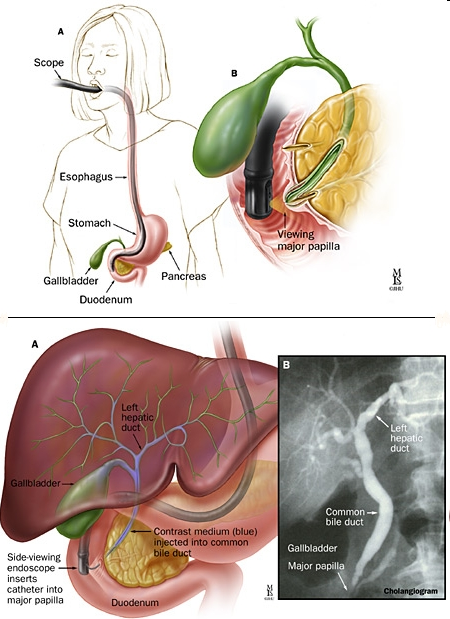 A
Scope
B
Esophagus
Stomach
Gallbladder
Duodenum
Pancreas
Viewing
major papilla
©JHU
A
Left
hepatic
duct
Gallbladder
Contrast medium (blue)
injected into common
bile duct
Side-viewing
endoscope
inserts
catheter into
major papilla
Duodenum
B
Left
hepatic
duct
Common
bile duct
Gallbladder
Major papilla
Cholangiogram